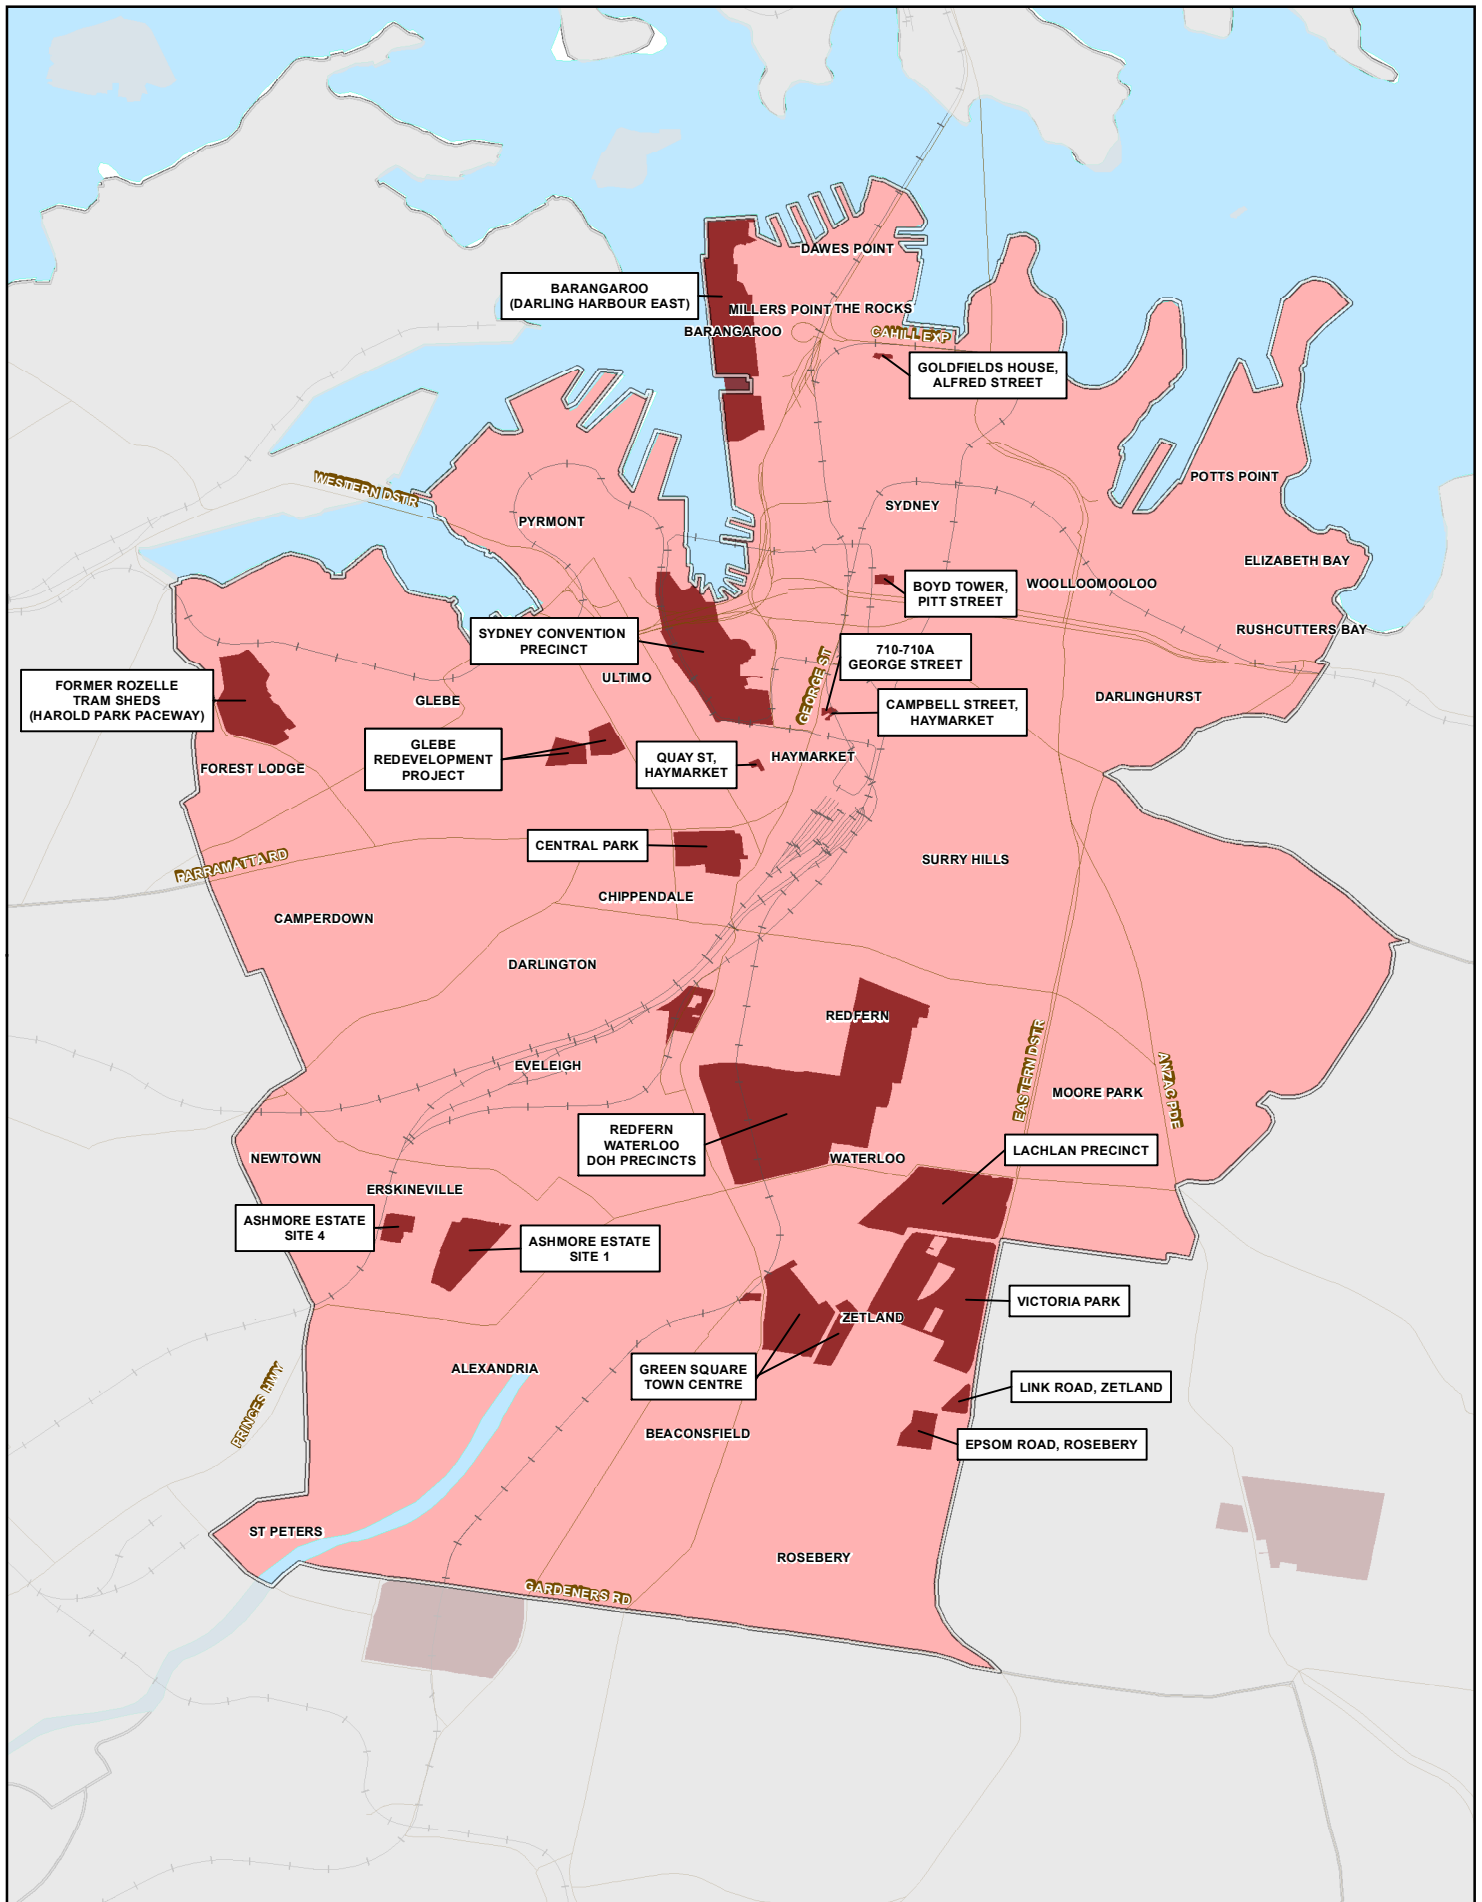 DAWES POINT
BARANGAROO
(DARLING HARBOUR EAST)
MILLERS POINT
THE ROCKS
BARANGAROO
CAHILL EXP
GOLDFIELDS HOUSE,
ALFRED STREET
WESTERN DSTR
POTTS POINT
SYDNEY
PYRMONT
ELIZABETH BAY
WOOLLOOMOOLOO
BOYD TOWER,
PITT STREET
RUSHCUTTERS BAY
SYDNEY CONVENTION
PRECINCT
710-710A
GEORGE STREET
GEORGE ST
ULTIMO
FORMER ROZELLE
TRAM SHEDS
(HAROLD PARK PACEWAY)
GLEBE
DARLINGHURST
CAMPBELL STREET,
HAYMARKET
GLEBE
REDEVELOPMENT
PROJECT
QUAY ST,
HAYMARKET
HAYMARKET
FOREST LODGE
CENTRAL PARK
PARRAMATTA RD
SURRY HILLS
CHIPPENDALE
CAMPERDOWN
DARLINGTON
REDFERN
EVELEIGH
EASTERN DSTR
ANZAC PDE
MOORE PARK
REDFERN
WATERLOO
DOH PRECINCTS
LACHLAN PRECINCT
NEWTOWN
WATERLOO
ERSKINEVILLE
ASHMORE ESTATE
SITE 4
ASHMORE ESTATE
SITE 1
VICTORIA PARK
ZETLAND
ALEXANDRIA
GREEN SQUARE
TOWN CENTRE
LINK ROAD, ZETLAND
PRINCES HWY
BEACONSFIELD
EPSOM ROAD, ROSEBERY
ST PETERS
ROSEBERY
GARDENERS RD